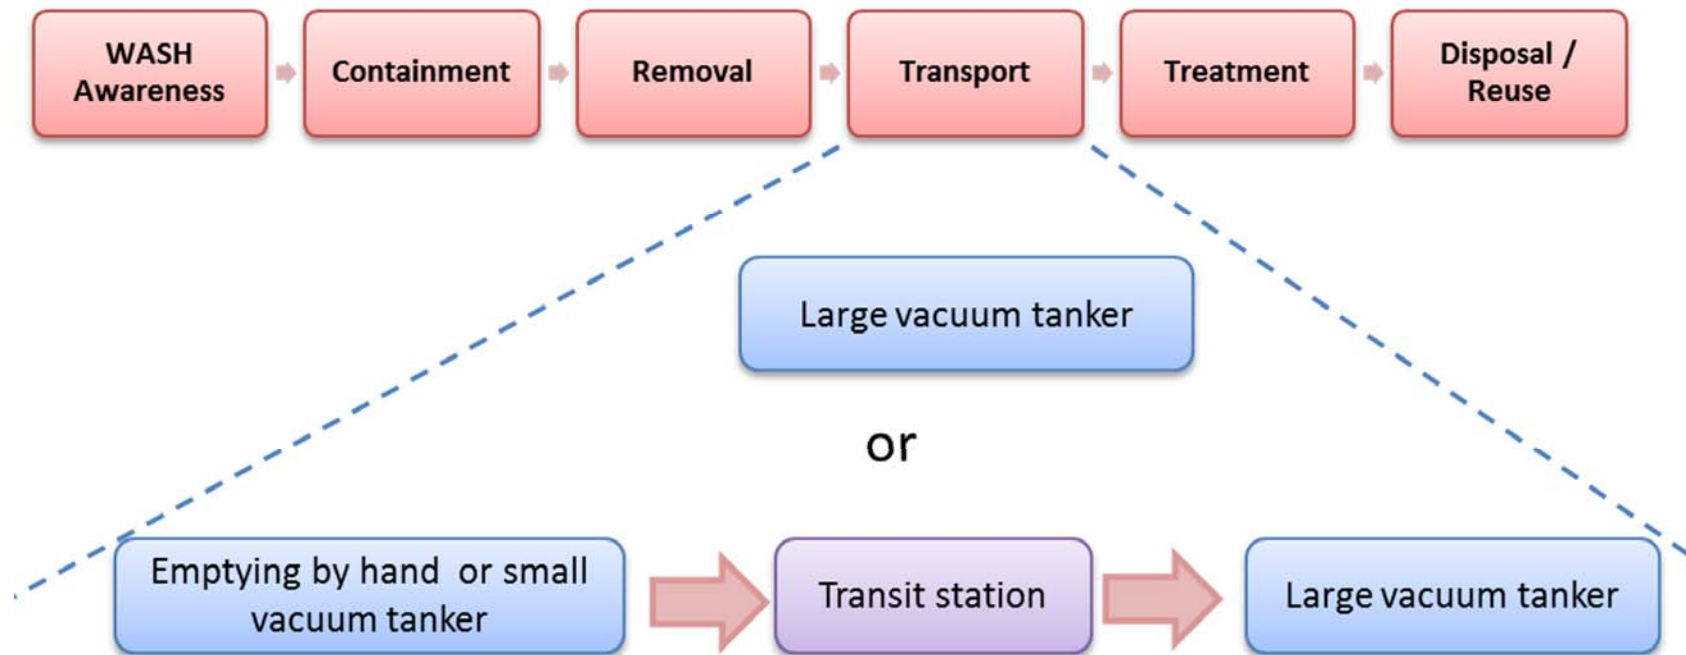 WASH
Awareness
Containment
Removal
Transport
Treatment
Disposal /
Reuse
Large vacuum tanker
or
Emptying by hand  or small
vacuum tanker
Transit station
Large vacuum tanker